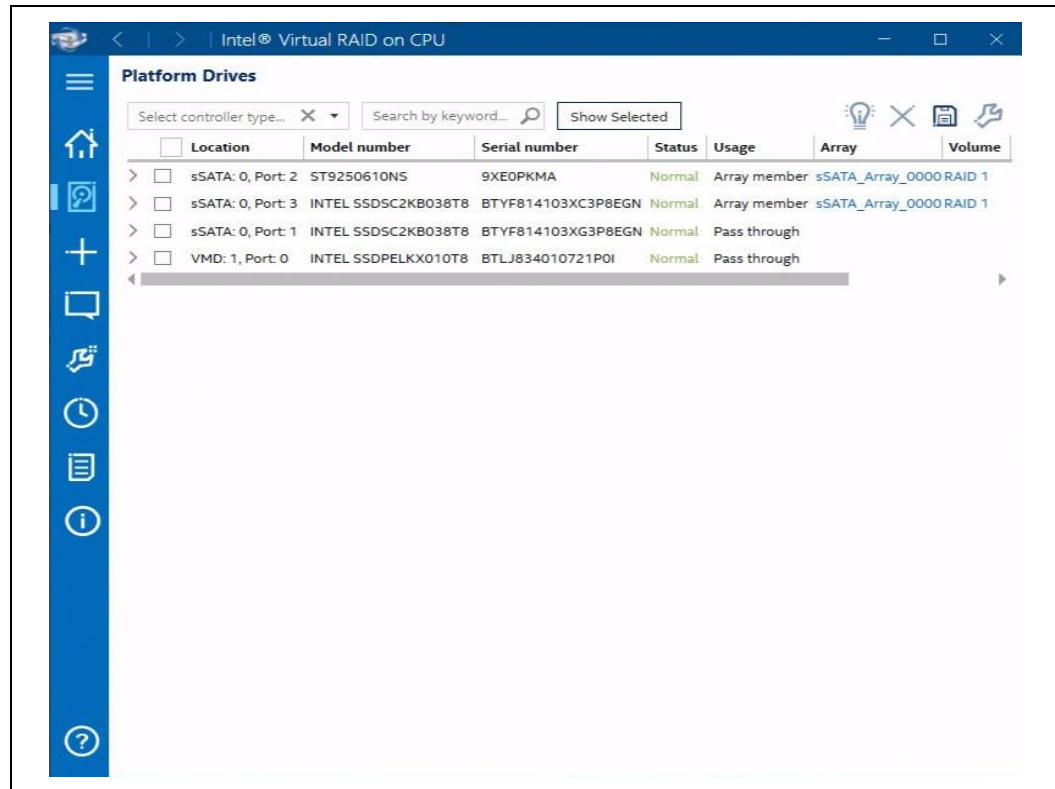 Intel® Virtual RAID on CPU
Platform Drives
Select controller type... Search by keyword... Show Selected
Location Model number Serial number Status Usage Array Volume
sSATA: 0, Port: 2 ST9250610NS 9XE0PKMA Normal Array member sSATA_Array_0000 RAID 1
sSATA: 0, Port: 3 INTEL SSDSC2KB038T8 BTYF814103XC3P8EGN Normal Array member sSATA_Array_0000 RAID 1
sSATA: 0, Port: 1 INTEL SSDSC2KB038T8 BTYF814103XG3P8EGN Normal Pass through
VMD: 1, Port: 0 INTEL SSDPELKX010T8 BTLJ834010721P0I Normal Pass through